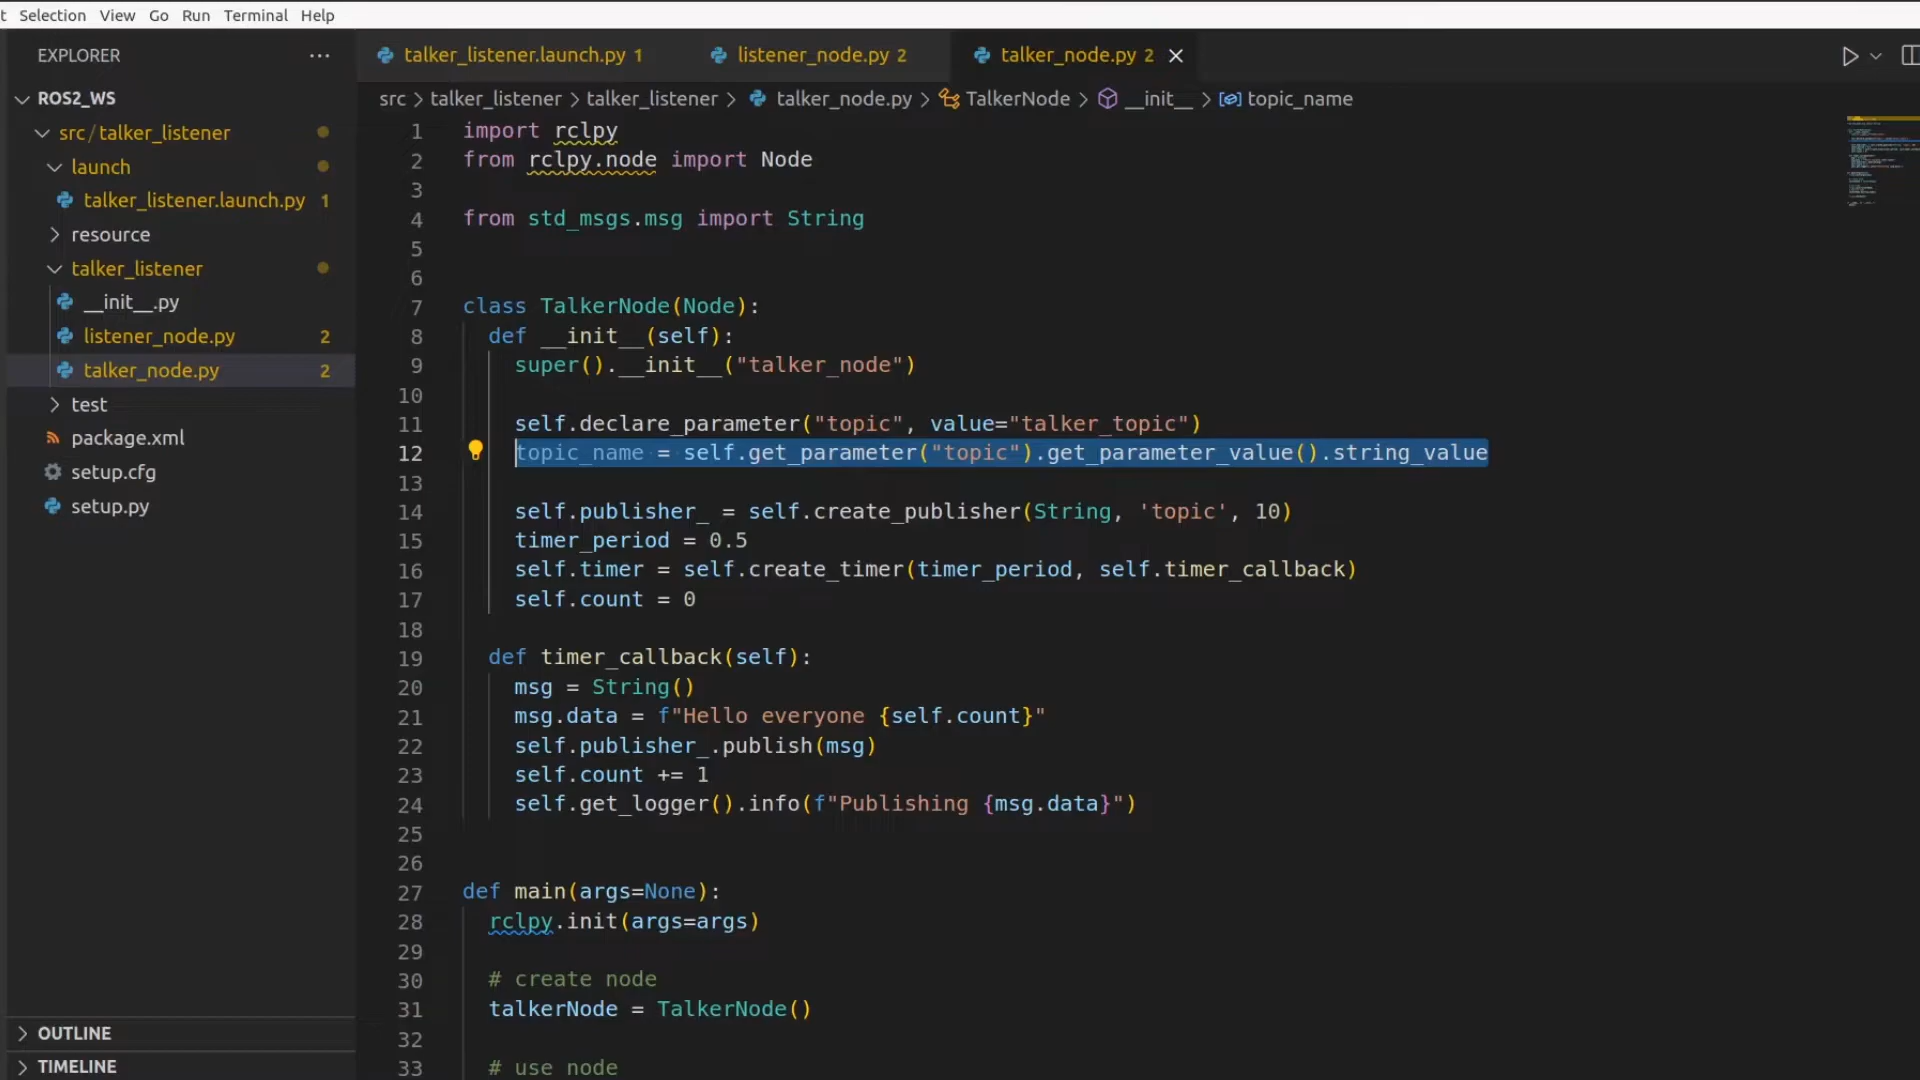 t Selection View Go Run Terminal Help
EXPLORER ···
ROS2_WS
src/talker_listener
launch
talker_listener.launch.py 1
resource
talker_listener
__init__.py
listener_node.py 2
talker_node.py 2
test
package.xml
setup.cfg
setup.py
OUTLINE
TIMELINE
talker_listener.launch.py 1 listener_node.py 2 talker_node.py 2
src > talker_listener > talker_listener > talker_node.py > TalkerNode > __init__ > topic_name
1 import rclpy
2 from rclpy.node import Node
3
4 from std_msgs.msg import String
5
6
7 class TalkerNode(Node):
8 def __init__(self):
9 super().__init__("talker_node")
10
11 self.declare_parameter("topic", value="talker_topic")
12 topic_name = self.get_parameter("topic").get_parameter_value().string_value
13
14 self.publisher_ = self.create_publisher(String, 'topic', 10)
15 timer_period = 0.5
16 self.timer = self.create_timer(timer_period, self.timer_callback)
17 self.count = 0
18
19 def timer_callback(self):
20 msg = String()
21 msg.data = f"Hello everyone {self.count}"
22 self.publisher_.publish(msg)
23 self.count += 1
24 self.get_logger().info(f"Publishing {msg.data}")
25
26
27 def main(args=None):
28 rclpy.init(args=args)
29
30 # create node
31 talkerNode = TalkerNode()
32
33 # use node